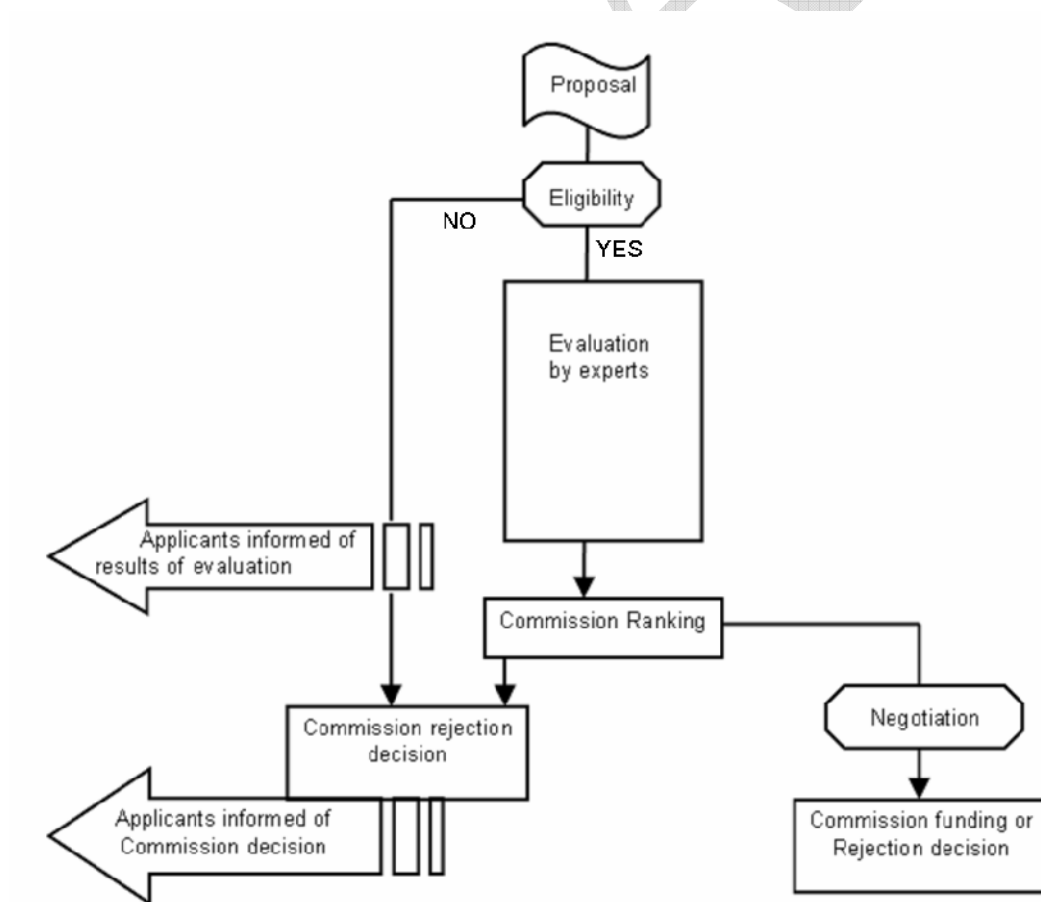 Proposal
Eligibility
NO
YES
Evaluation
by experts
Applicants informed of
results of evaluation
Commission Ranking
Commission rejection
decision
Negotiation
Applicants informed of
Commission decision
Commission funding or
Rejection decision